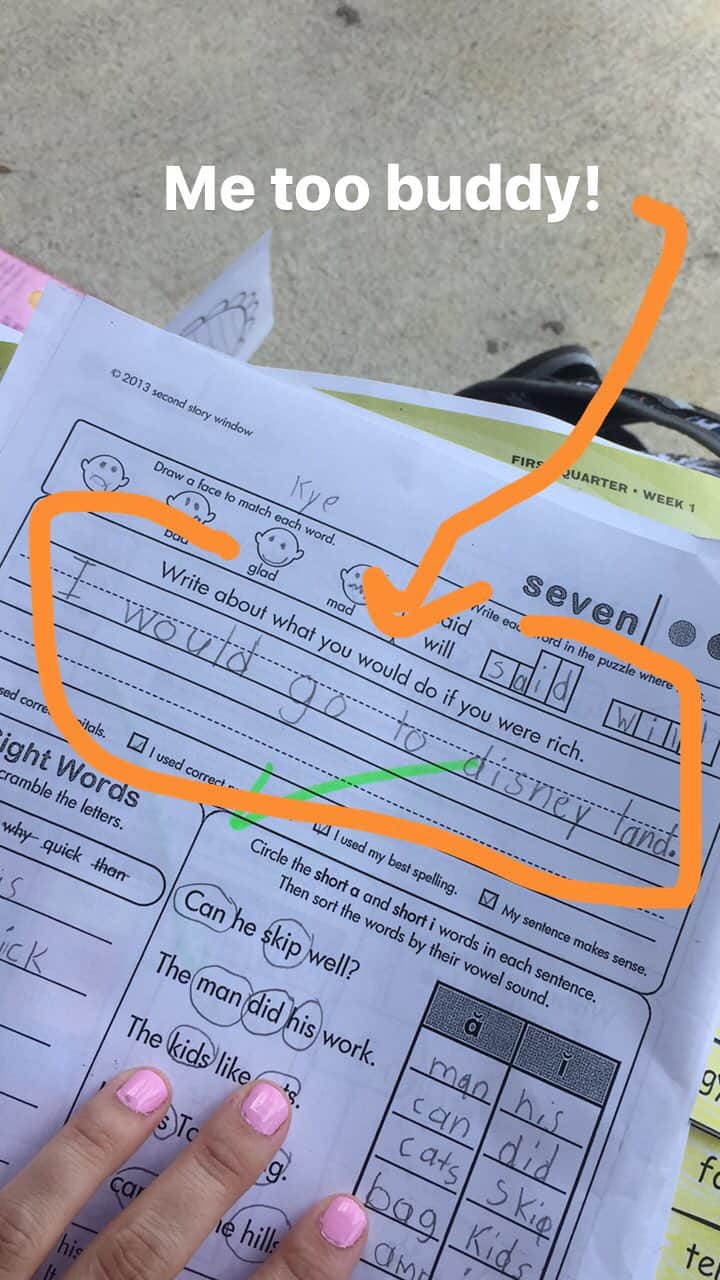 Me too buddy!
© 2013 second story window
FIRST QUARTER • WEEK 1
Kye
Draw a face to match each word.
bad
glad
mad
seven
Write each word in the puzzle where
said
will
said
will
Write about what you would do if you were rich.
I would go to disney land.
I used correct
I used my best spelling.
My sentence makes sense.
Sight Words
the letters.
why quick than
Circle the short a and short i words in each sentence.
Then sort the words by their vowel sound.
Can he skip well?
The man did his work.
The kids like
hills
ă ĭ
man his
can did
cats skip
bag kids